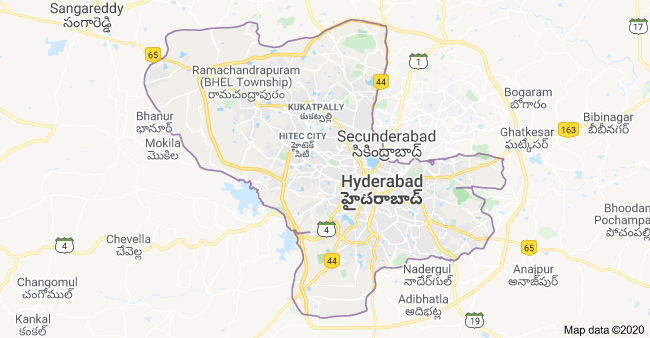 Sangareddy
సంగారెడ్డి
17
65
1
44
Ramachandrapuram
(BHEL Township)
రామచంద్రాపురం
Bogaram
బోగారం
KUKATPALLY
కుకట్పల్లి
Bhanur
భానూర్
Bibinagar
బీబీనగర్
163
Ghatkesar
ఘట్కేసర్
HITEC CITY
హైటెక్
సిటీ
Secunderabad
సికింద్రాబాద్
Mokila
మొకిల
Hyderabad
హైదరాబాద్
Bhoodan
Pochampa
పోచంపల్లి
4
4
Chevella
చేవెళ్ల
65
44
Nadergul
నాదేర్‌గుల్
Anajpur
అనాజ్‌పూర్
Changomul
చంగోముల్
Adibhatla
ఆదిభట్ల
Kankal
కంకల్
19
Map data ©2020